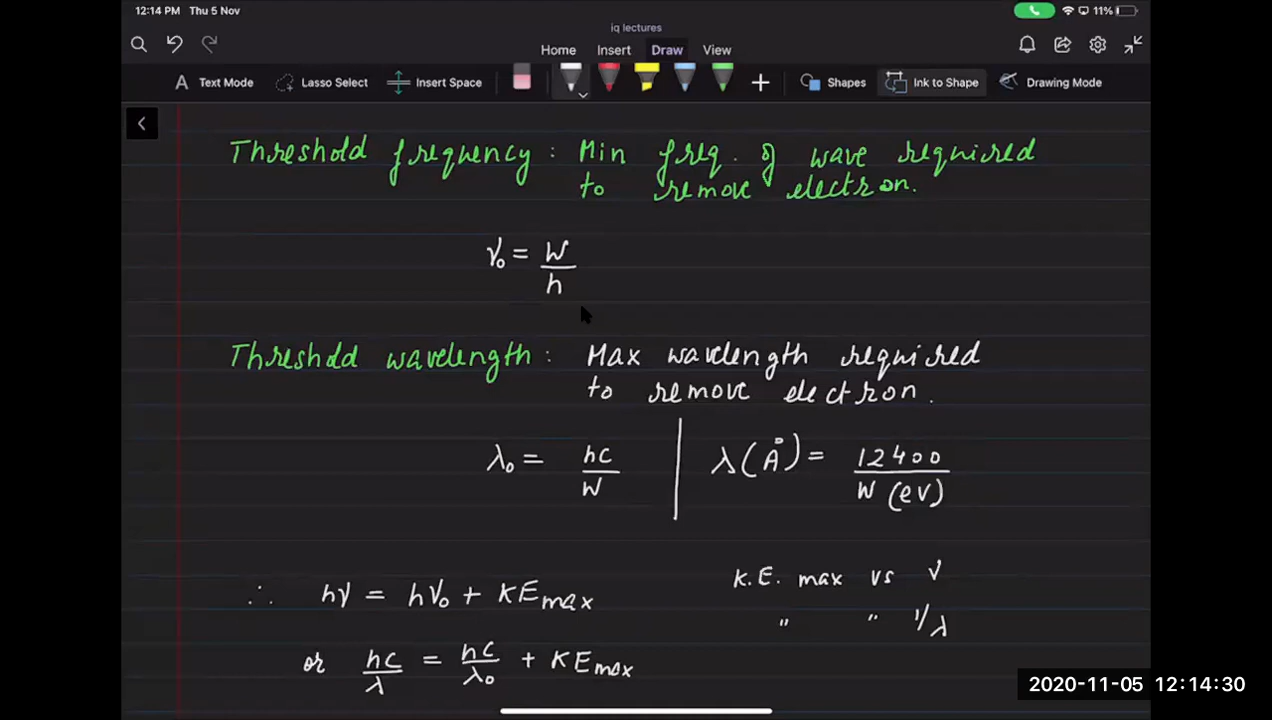 12:14 PM Thu 5 Nov
11%
iq lectures
Home Insert Draw View
Text Mode Lasso Select Insert Space Shapes Ink to Shape Drawing Mode
Threshold frequency : Min freq. of wave required
to remove electron.
ν₀ = W/h
Threshold wavelength : Max wavelength required
to remove electron.
λ₀ = hc/W | λ(Å) = 12400/W (eV)
∴ hν = hν₀ + KEmax
K.E. max vs ν
" " 1/λ
or hc/λ = hc/λ₀ + KEmax
2020-11-05 12:14:30